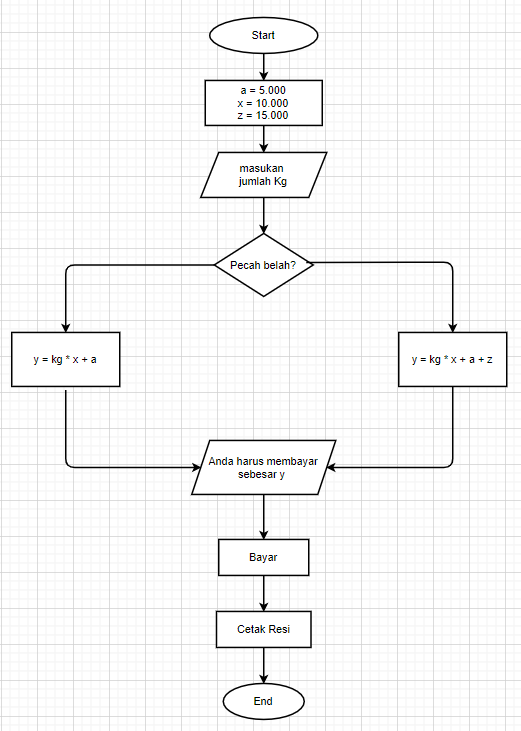 Start
a = 5.000
x = 10.000
z = 15.000
masukan
jumlah Kg
Pecah belah?
y = kg * x + a
y = kg * x + a + z
Anda harus membayar
sebesar y
Bayar
Cetak Resi
End